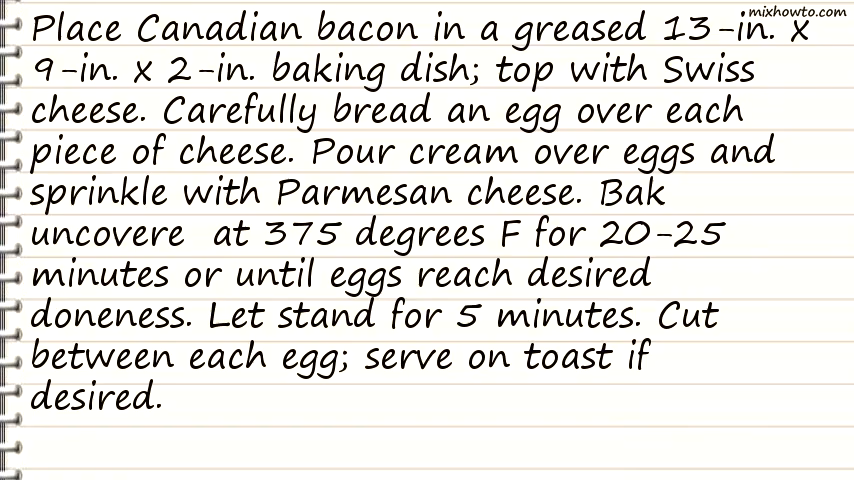 mixhowto.com
Place Canadian bacon in a greased 13-in. x
9-in. x 2-in. baking dish; top with Swiss
cheese. Carefully bread an egg over each
piece of cheese. Pour cream over eggs and
sprinkle with Parmesan cheese. Bak
uncovere  at 375 degrees F for 20-25
minutes or until eggs reach desired
doneness. Let stand for 5 minutes. Cut
between each egg; serve on toast if
desired.